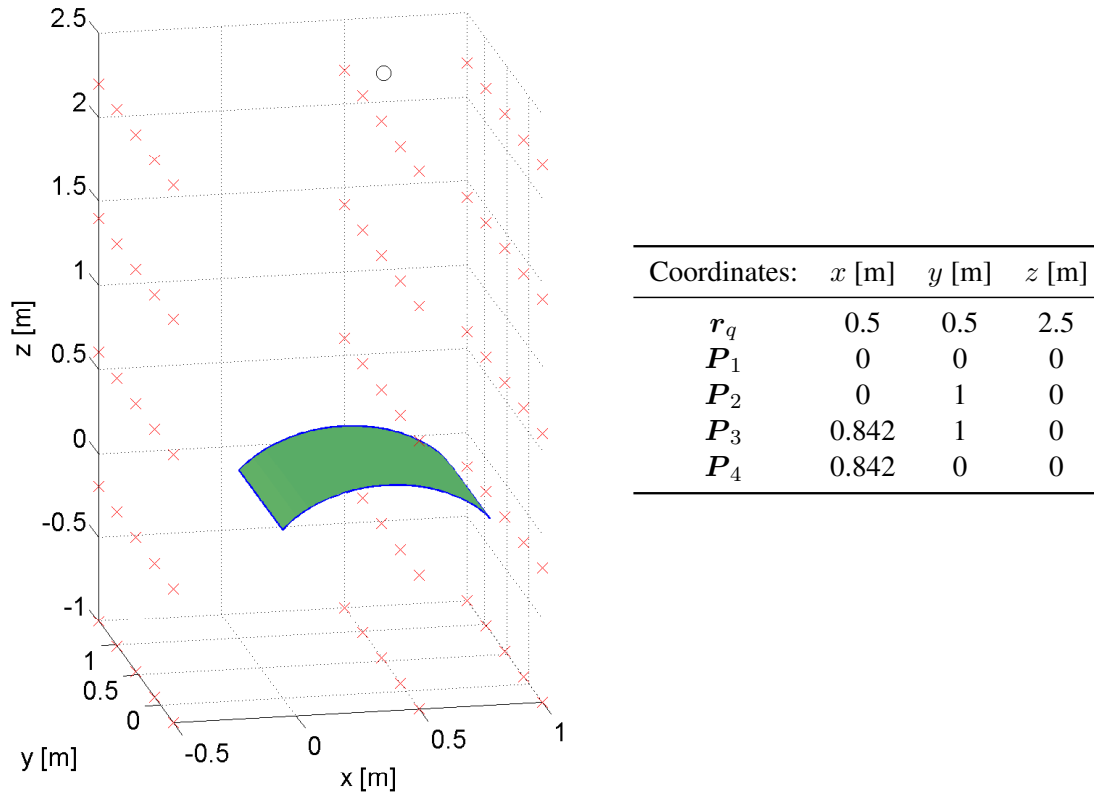 2.5
2
1.5
1
0.5
0
-0.5
-1
z [m]
1
0.5
0
y [m]
-0.5
0
0.5
1
x [m]
Coordinates: x [m] y [m] z [m]
r_q 0.5 0.5 2.5
P_1 0 0 0
P_2 0 1 0
P_3 0.842 1 0
P_4 0.842 0 0